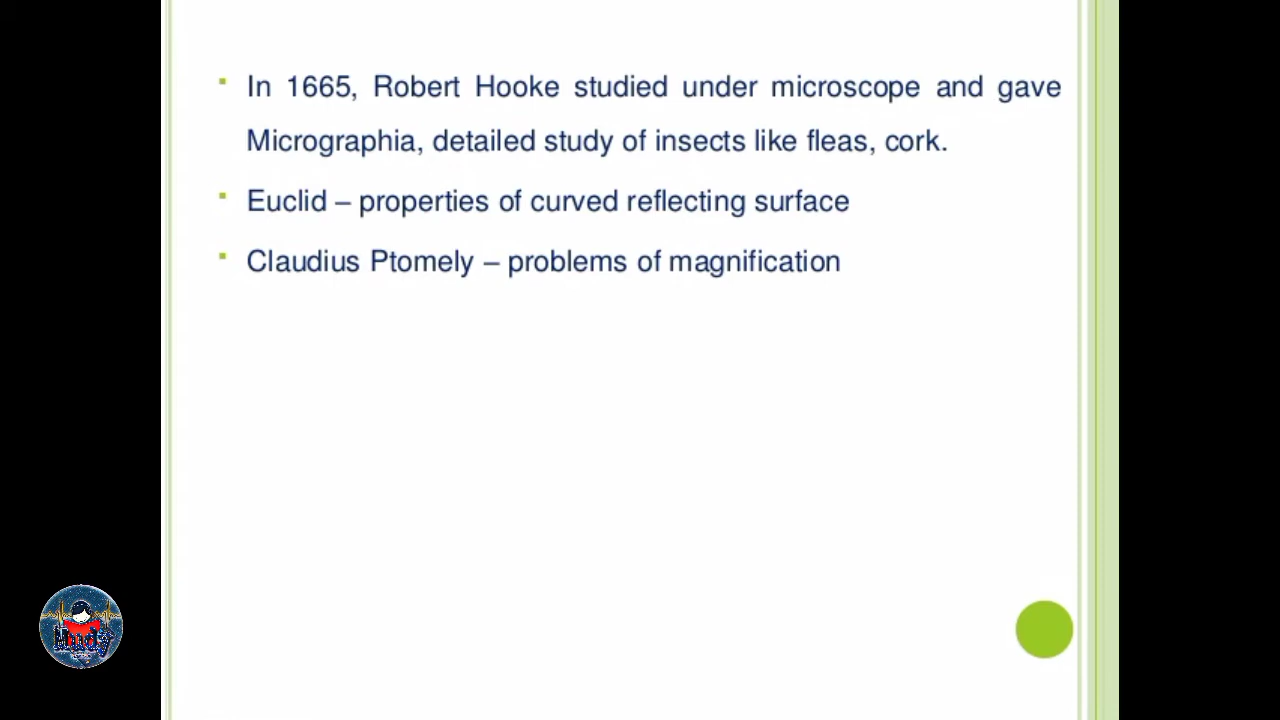 In 1665, Robert Hooke studied under microscope and gave
Micrographia, detailed study of insects like fleas, cork.
Euclid – properties of curved reflecting surface
Claudius Ptomely – problems of magnification